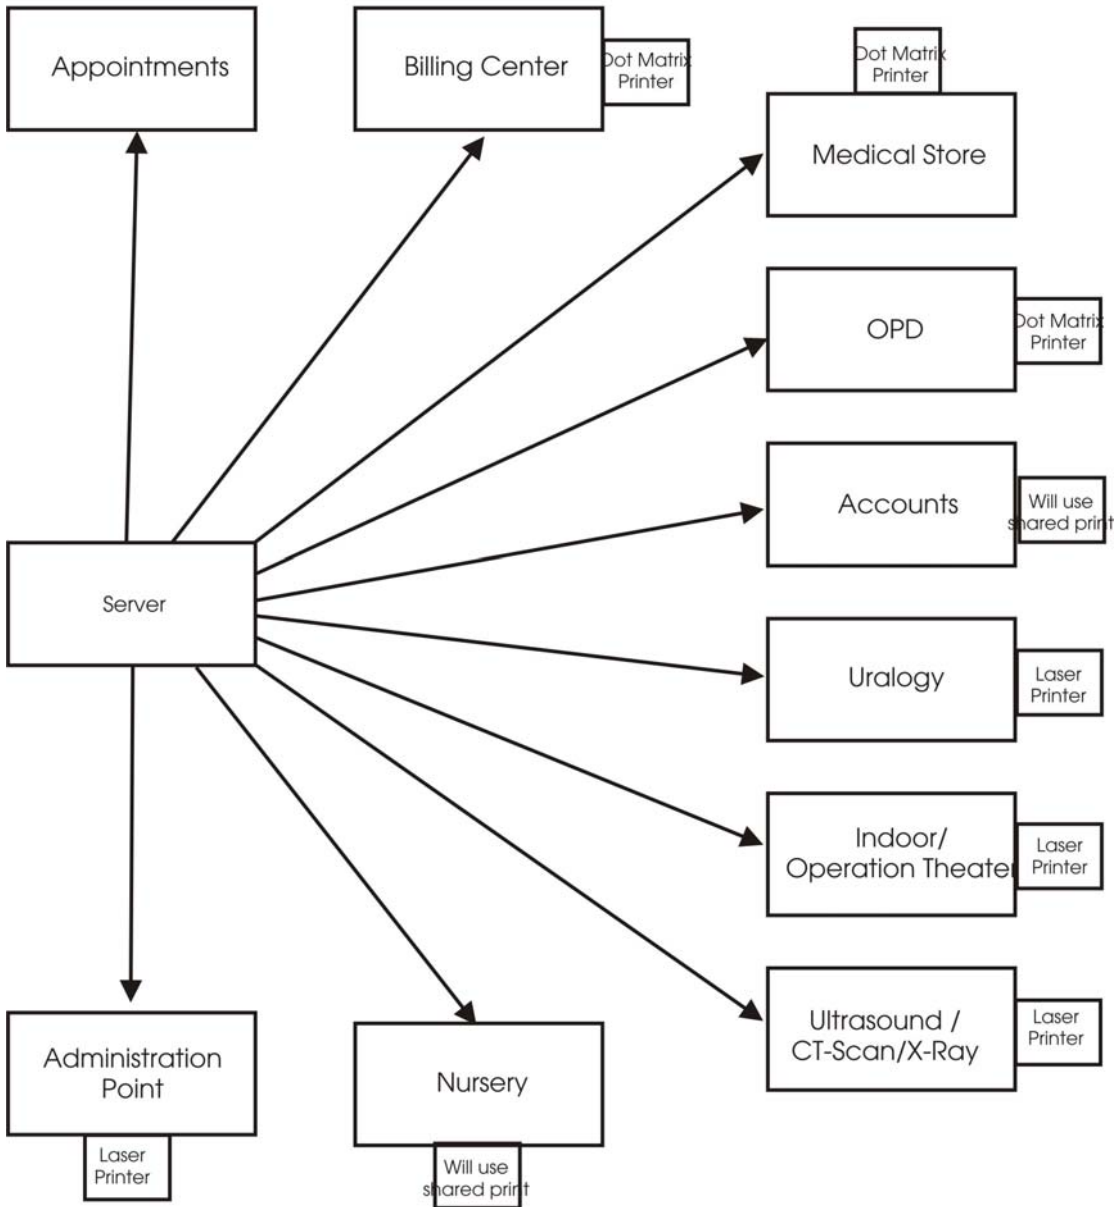 Appointments
Billing Center
Dot Matrix
Printer
Dot Matrix
Printer
Medical Store
OPD
Dot Matrix
Printer
Accounts
Will use
shared print
Server
Uralogy
Laser
Printer
Indoor/
Operation Theater
Laser
Printer
Ultrasound /
CT-Scan/X-Ray
Laser
Printer
Administration
Point
Laser
Printer
Nursery
Will use
shared print